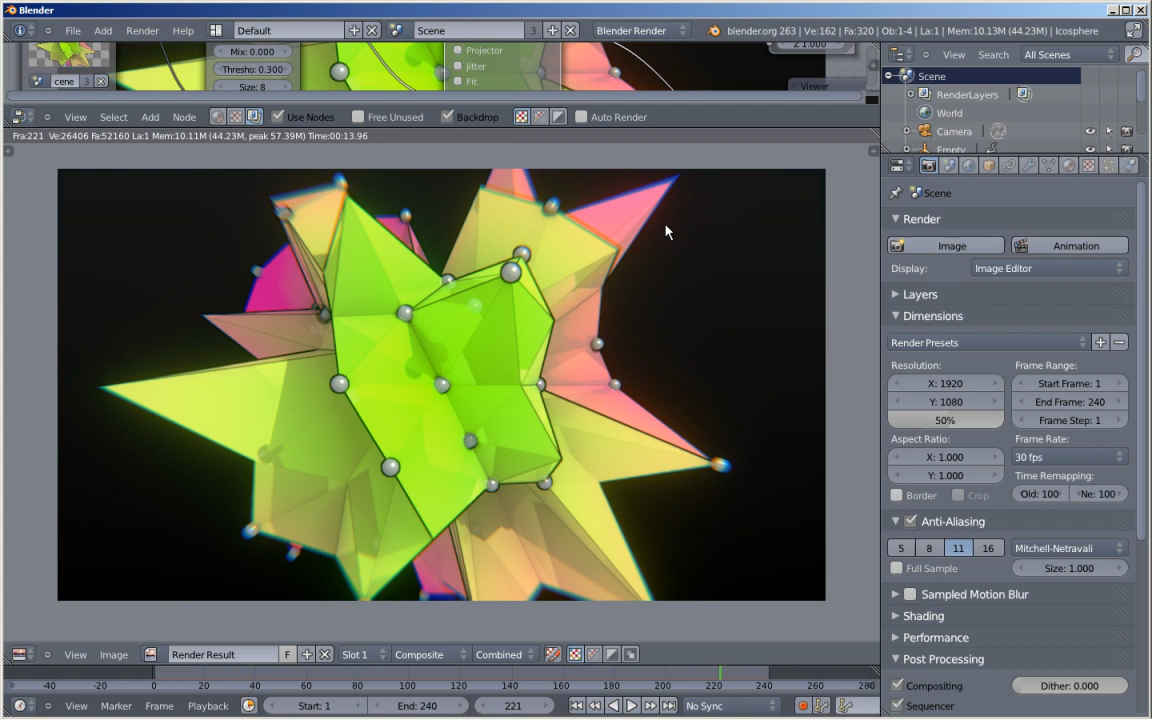 Blender
File Add Render Help Default Scene 3 Blender Render blender.org 263 | Ve:162 | Fa:320 | Ob:1-4 | La:1 | Mem:10.13M (44.23M) | Icosphere
Mix: 0.000
Projector
Z 1.000
View Search All Scenes
Thresho: 0.300
Jitter
cene 3
Fit
Size: 8
Viewer
Scene
RenderLayers
World
Camera
Empty
View Select Add Node Use Nodes Free Unused Backdrop Auto Render
Fra:221 Ve:26406 Fa:52160 La:1 Mem:10.11M (44.23M, peak 57.39M) Time:00:13.96
Scene
Render
Image Animation
Display: Image Editor
Layers
Dimensions
Render Presets
Resolution: Frame Range:
X: 1920 Start Frame: 1
Y: 1080 End Frame: 240
50% Frame Step: 1
Aspect Ratio: Frame Rate:
X: 1.000 30 fps
Y: 1.000 Time Remapping:
Border Crop Old: 100 Ne: 100
Anti-Aliasing
5 8 11 16 Mitchell-Netravali
Full Sample Size: 1.000
Sampled Motion Blur
Shading
Performance
Post Processing
Compositing Dither: 0.000
Sequencer
View Image Render Result F Slot 1 Composite Combined
-40 -20 0 20 40 60 80 100 120 140 160 180 200 220 240 260 280
View Marker Frame Playback Start: 1 End: 240 221 No Sync